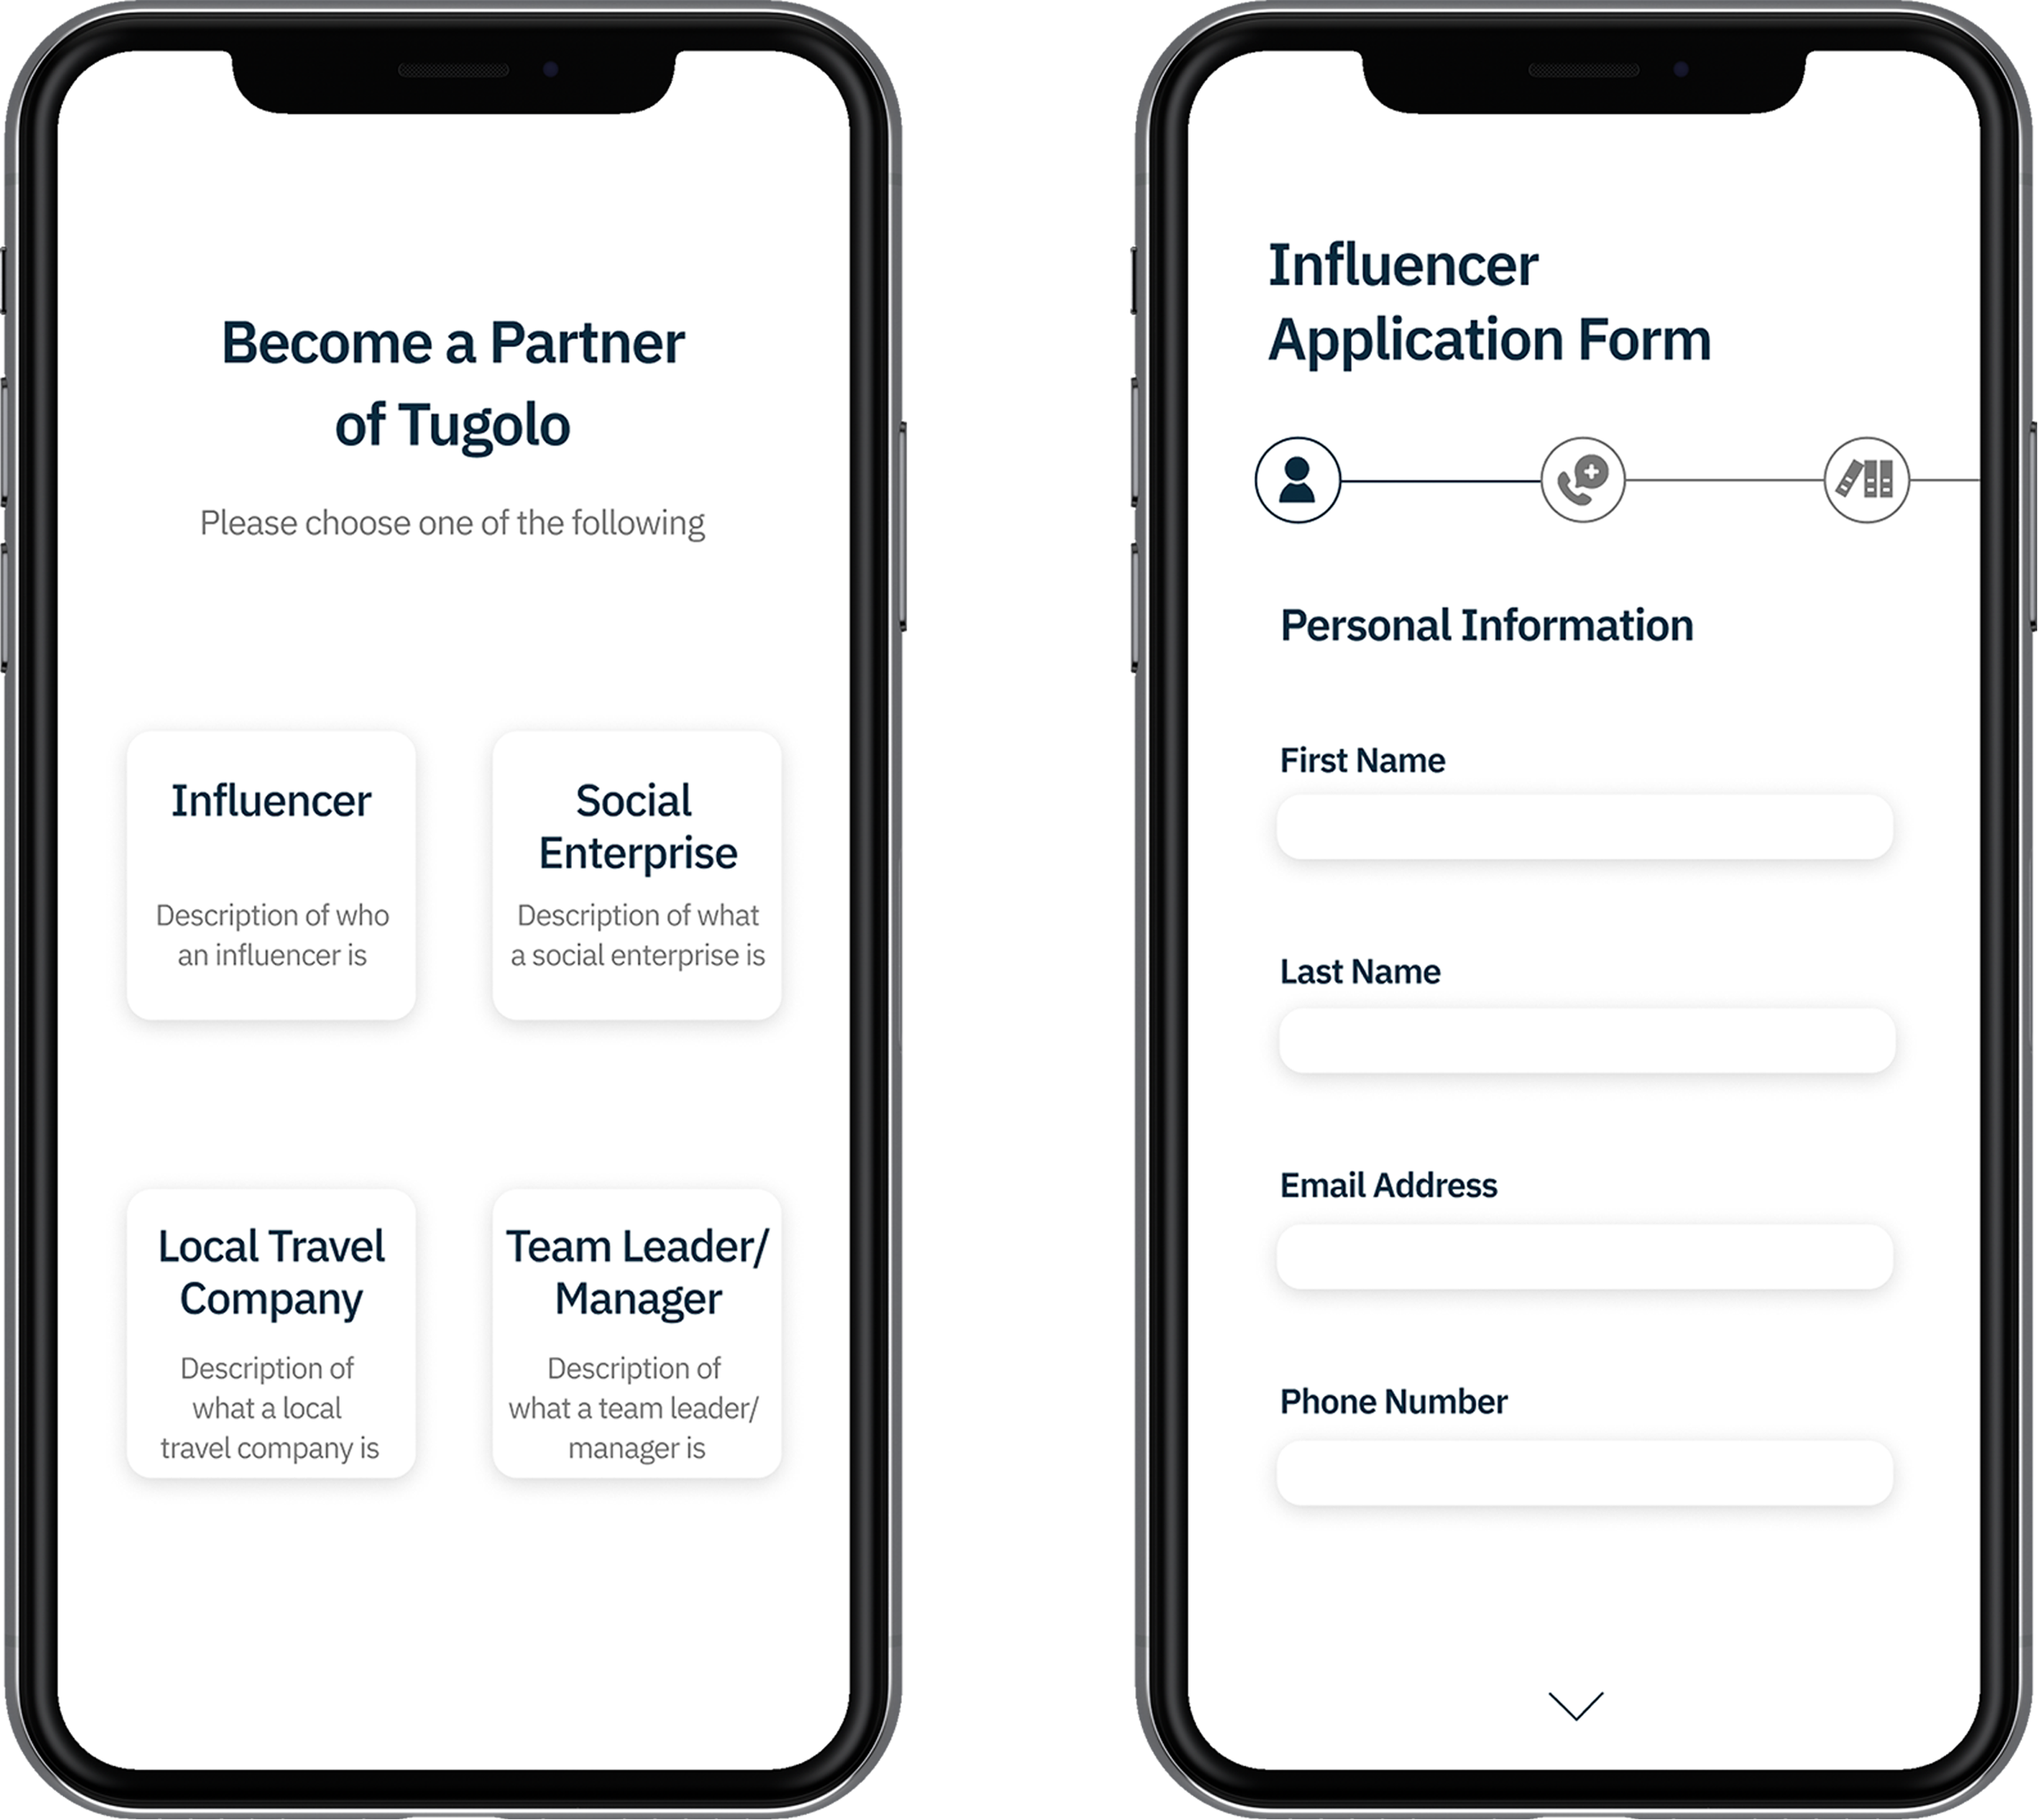 Become a Partner
of Tugolo
Please choose one of the following
Influencer
Description of who
an influencer is
Social
Enterprise
Description of what
a social enterprise is
Local Travel
Company
Description of
what a local
travel company is
Team Leader/
Manager
Description of
what a team leader/
manager is
Influencer
Application Form
Personal Information
First Name
Last Name
Email Address
Phone Number